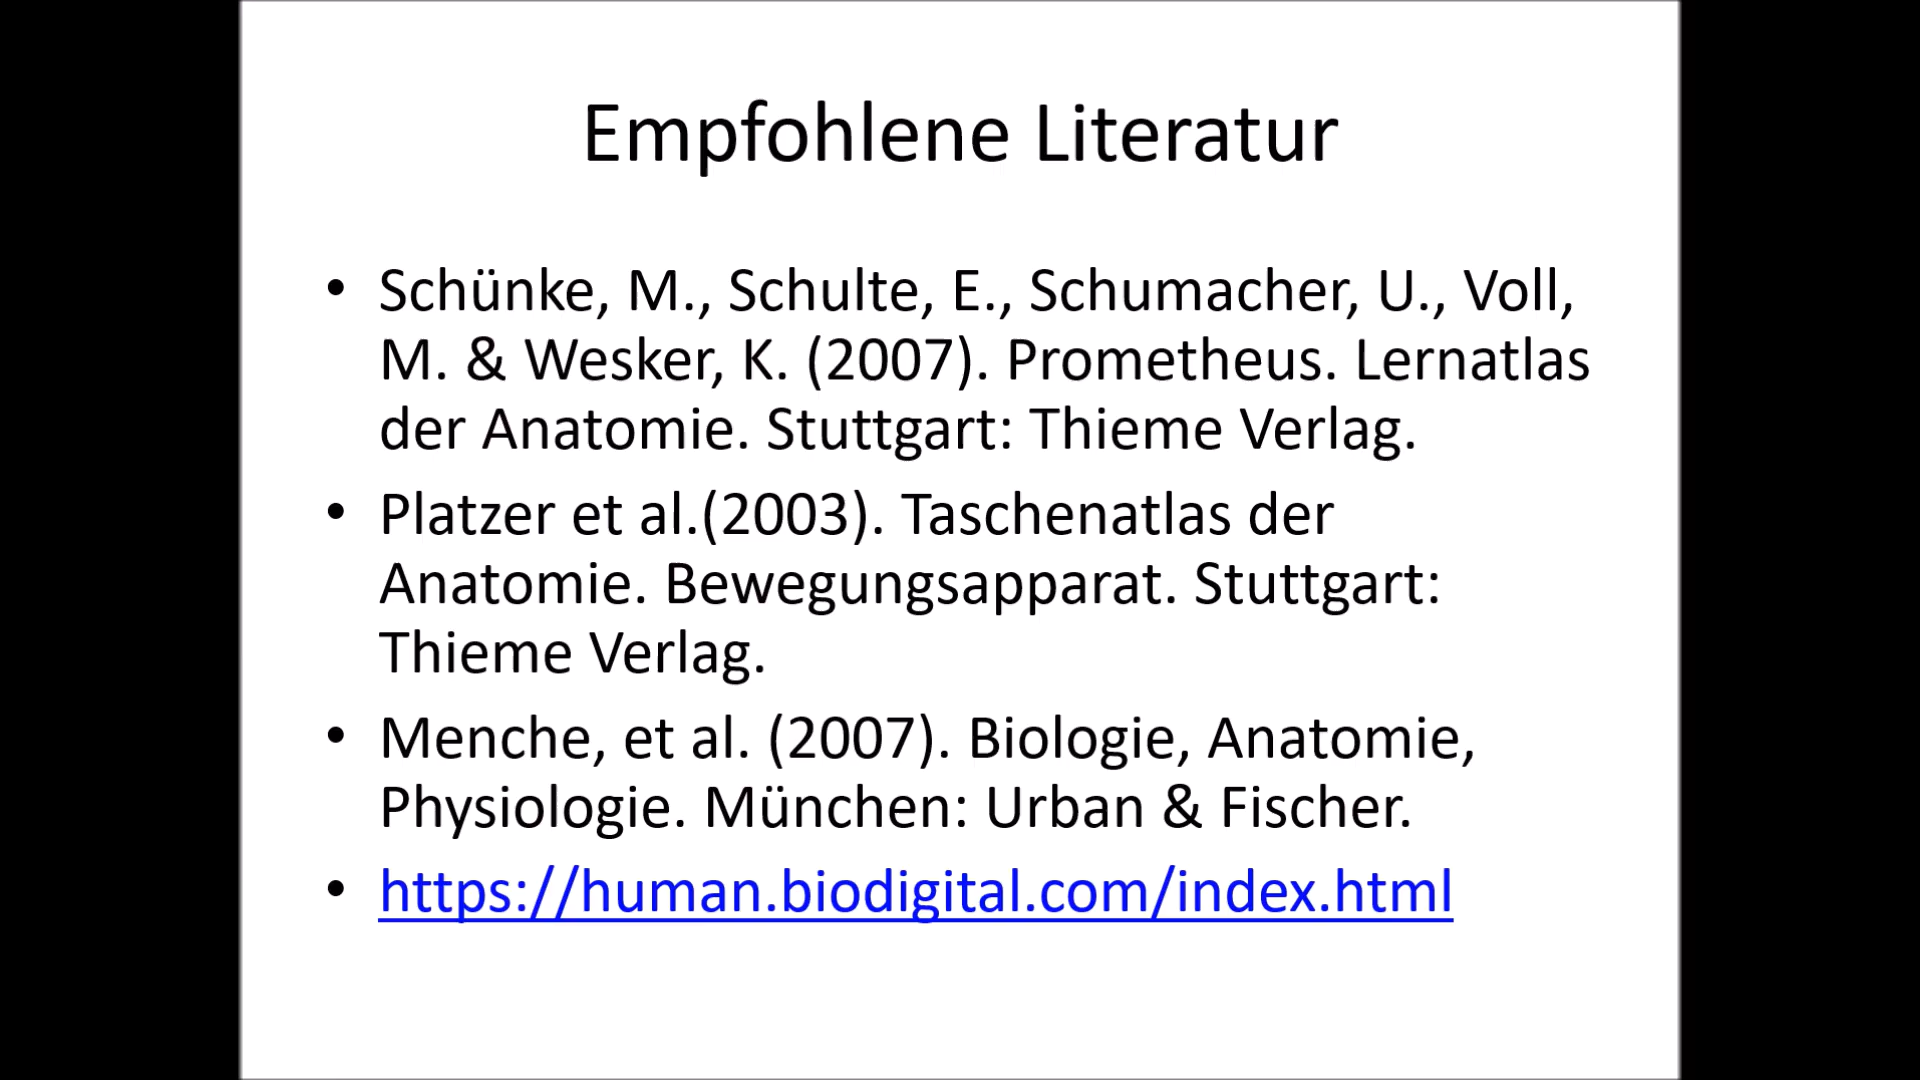 Empfohlene Literatur
• Schünke, M., Schulte, E., Schumacher, U., Voll,
M. & Wesker, K. (2007). Prometheus. Lernatlas
der Anatomie. Stuttgart: Thieme Verlag.
• Platzer et al.(2003). Taschenatlas der
Anatomie. Bewegungsapparat. Stuttgart:
Thieme Verlag.
• Menche, et al. (2007). Biologie, Anatomie,
Physiologie. München: Urban & Fischer.
• https://human.biodigital.com/index.html